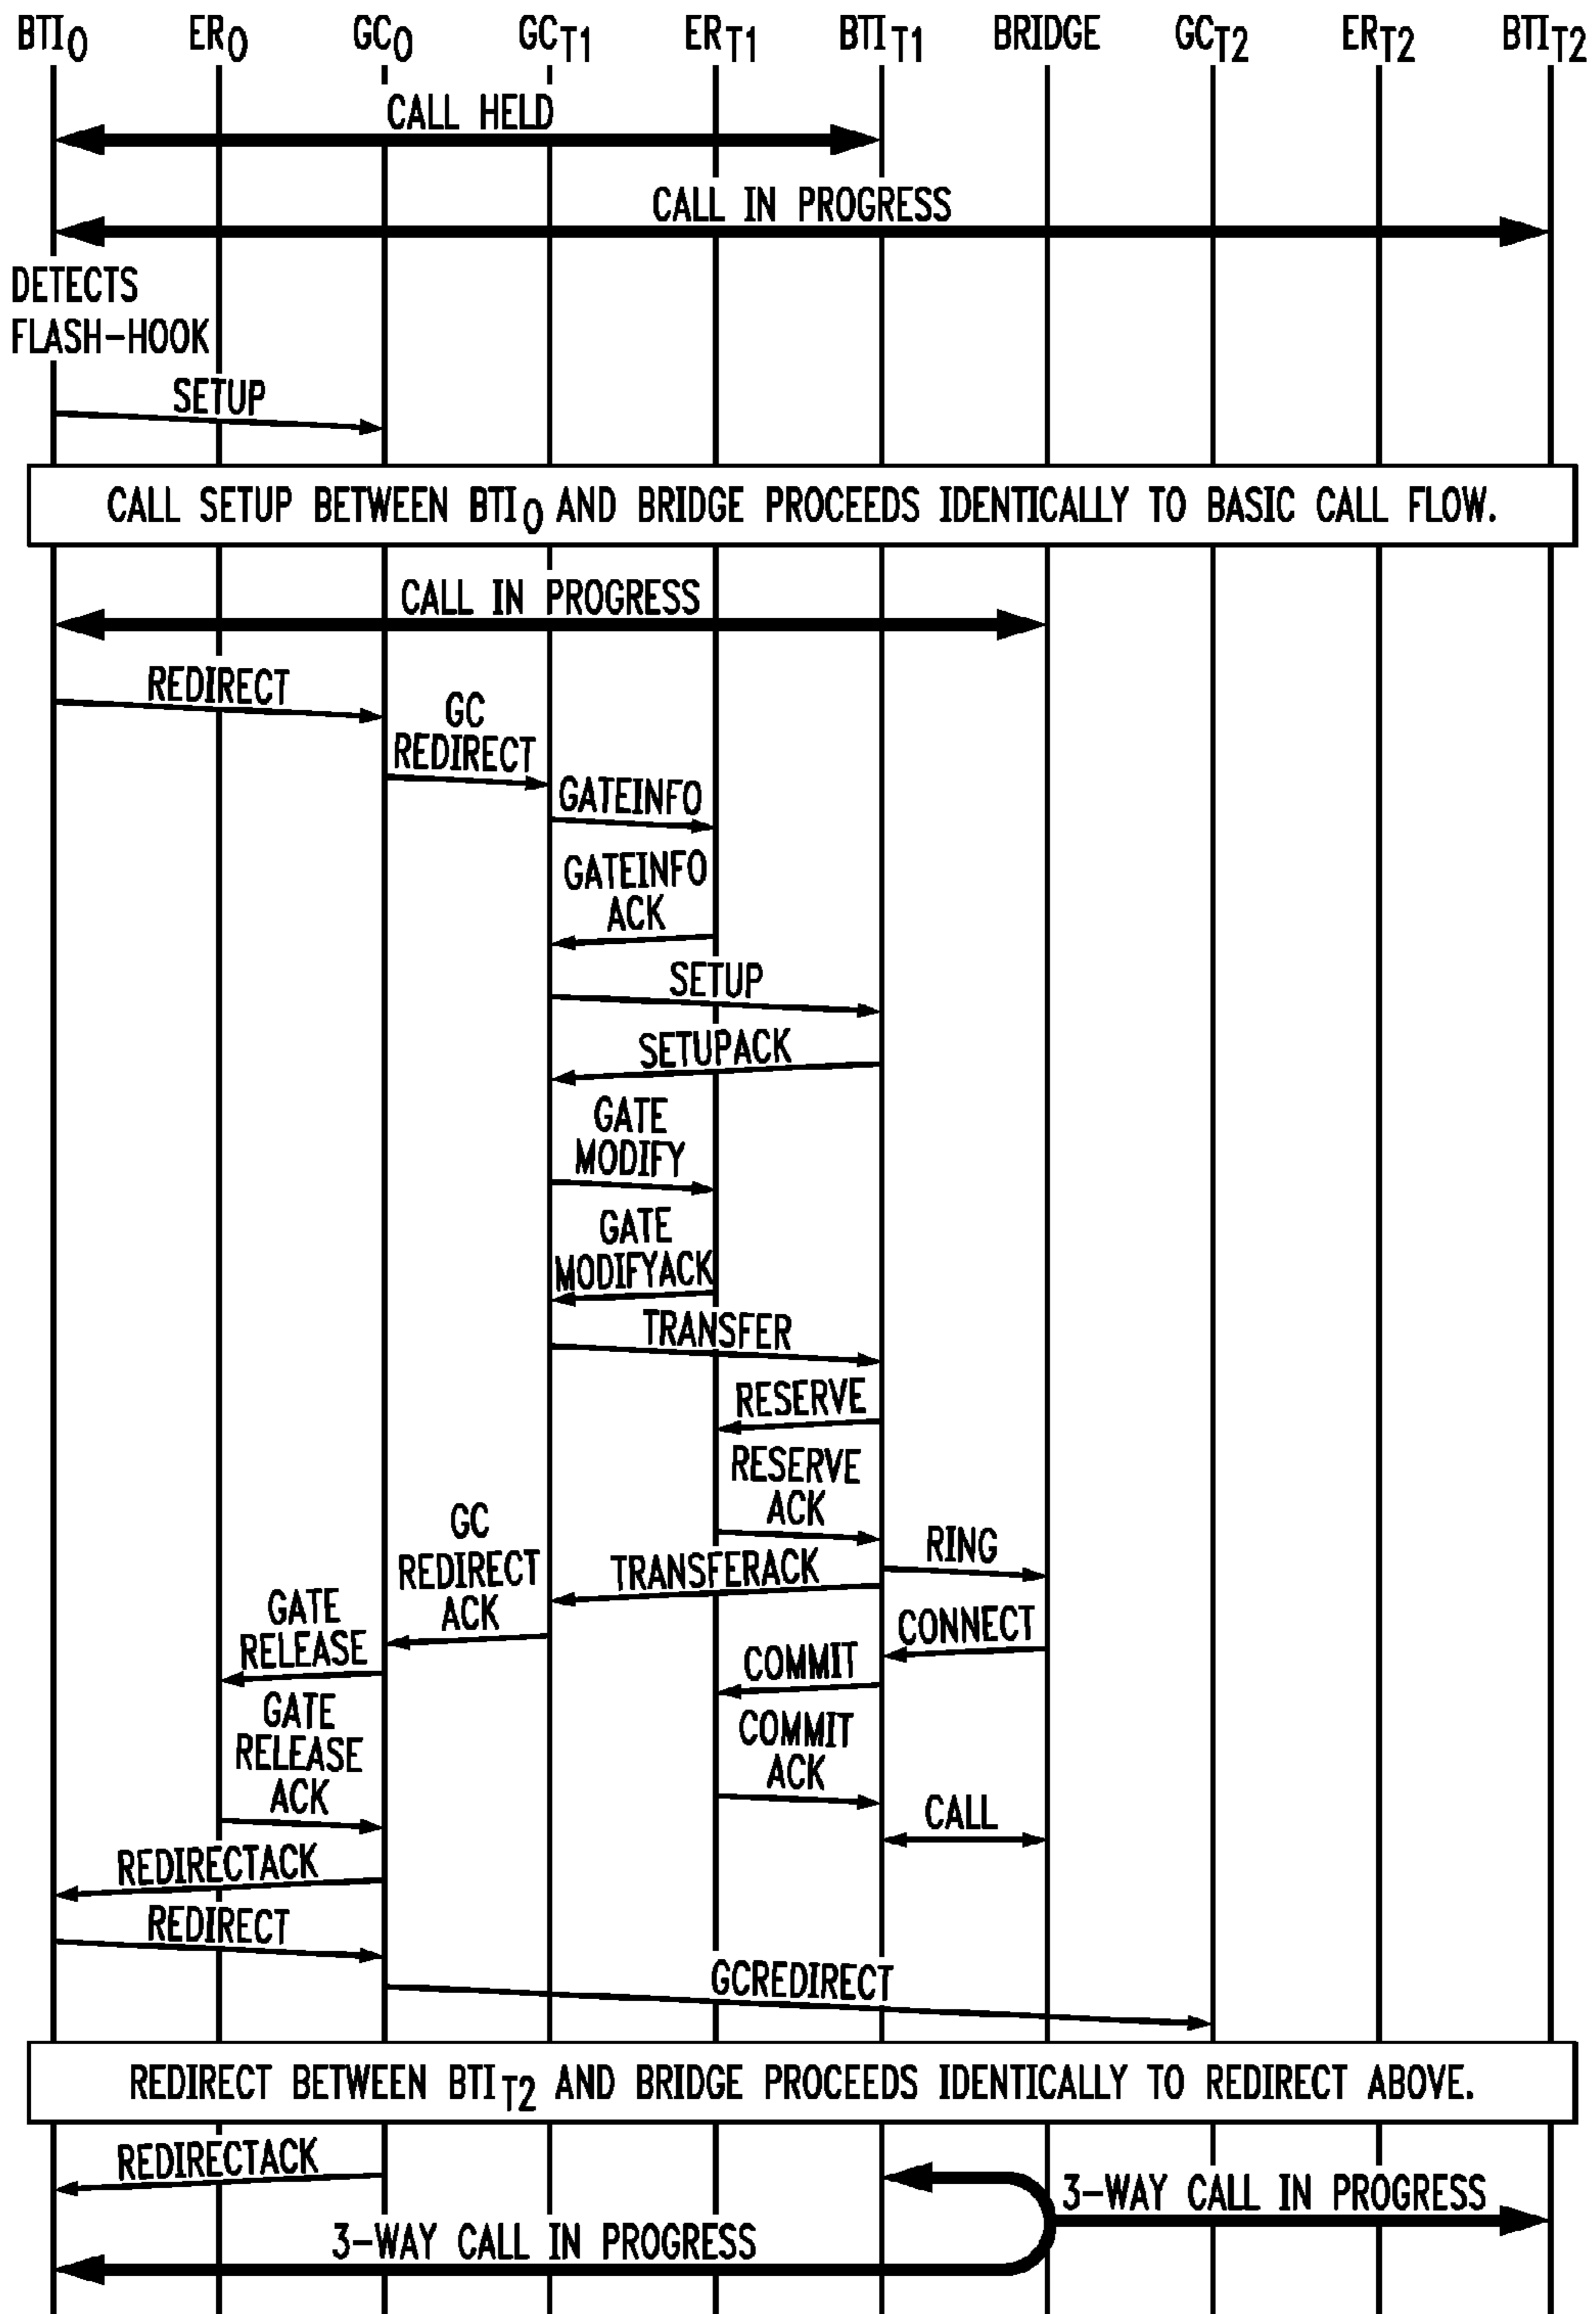 BTIO ERO GCO GCT1 ERT1 BTIT1 BRIDGE GCT2 ERT2 BTIT2
CALL HELD
CALL IN PROGRESS
DETECTS
FLASH-HOOK
SETUP
CALL SETUP BETWEEN BTIO AND BRIDGE PROCEEDS IDENTICALLY TO BASIC CALL FLOW.
CALL IN PROGRESS
REDIRECT
GC
REDIRECT
GATEINFO
GATEINFO
ACK
SETUP
SETUPACK
GATE
MODIFY
GATE
MODIFYACK
TRANSFER
RESERVE
RESERVE
ACK
RING
TRANSFERACK
GC
REDIRECT
ACK
CONNECT
GATE
RELEASE
COMMIT
GATE
RELEASE
ACK
COMMIT
ACK
CALL
REDIRECTACK
REDIRECT
GCREDIRECT
REDIRECT BETWEEN BTIT2 AND BRIDGE PROCEEDS IDENTICALLY TO REDIRECT ABOVE.
REDIRECTACK
3-WAY CALL IN PROGRESS
3-WAY CALL IN PROGRESS